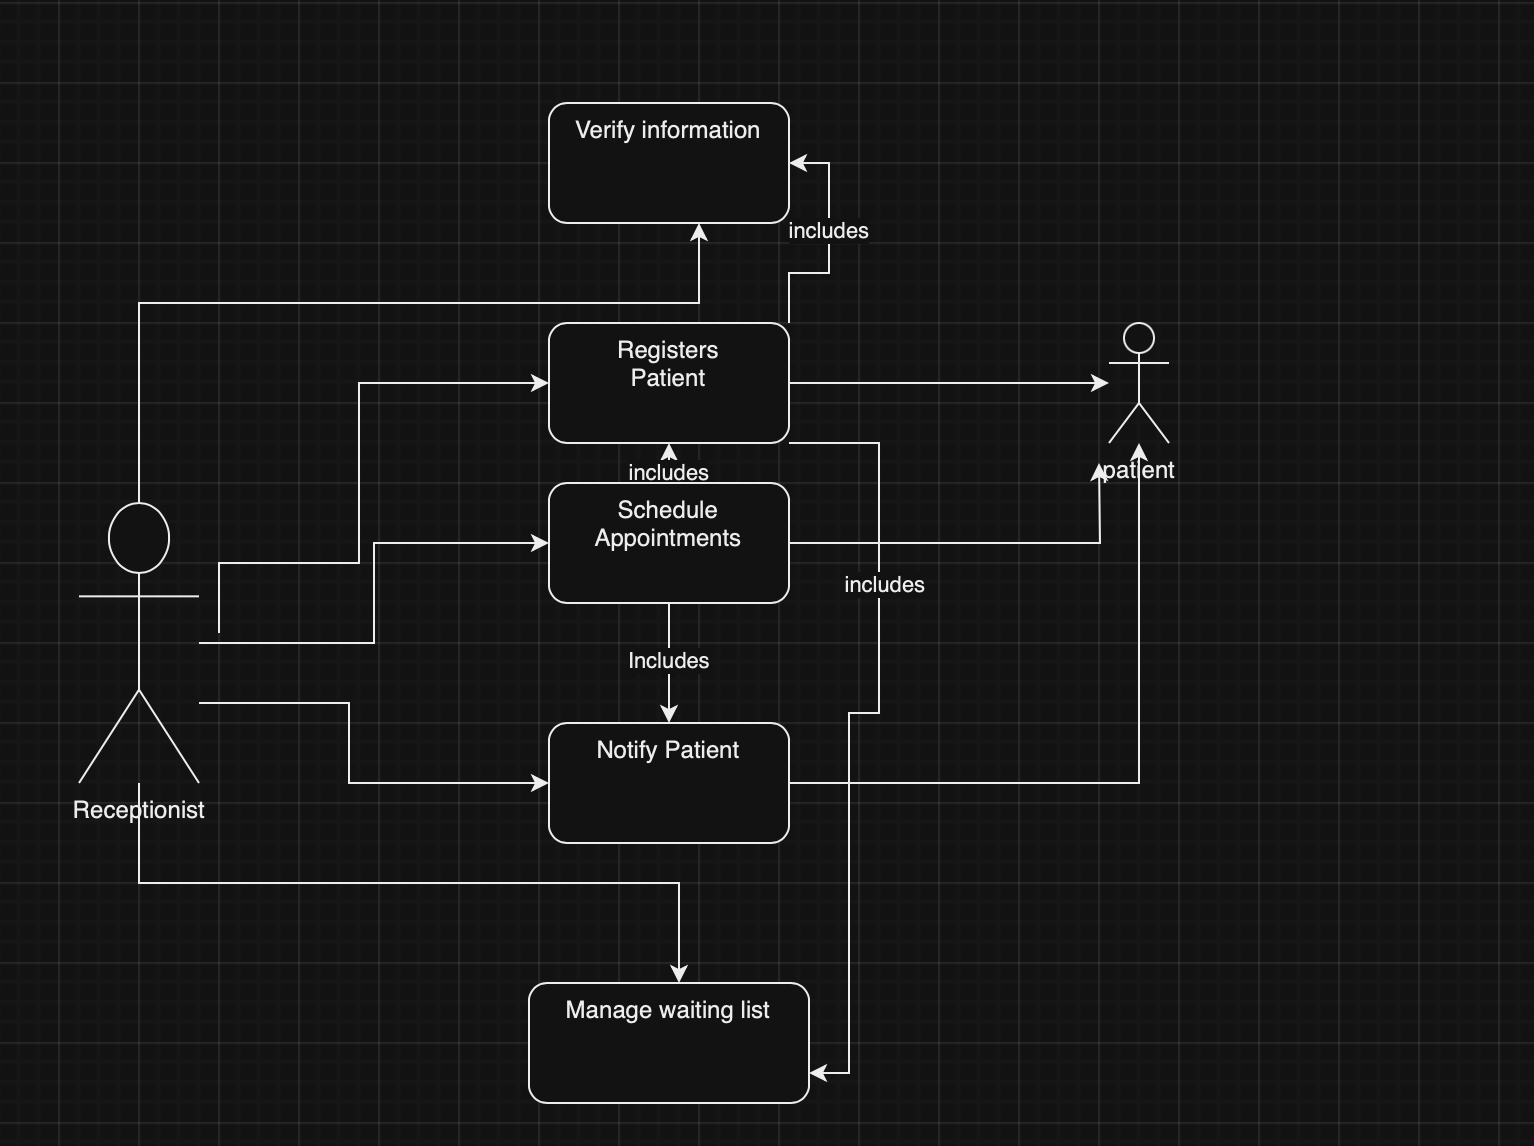 Verify information
includes
Registers
Patient
includes
patient
Schedule
Appointments
includes
Includes
Notify Patient
Receptionist
Manage waiting list